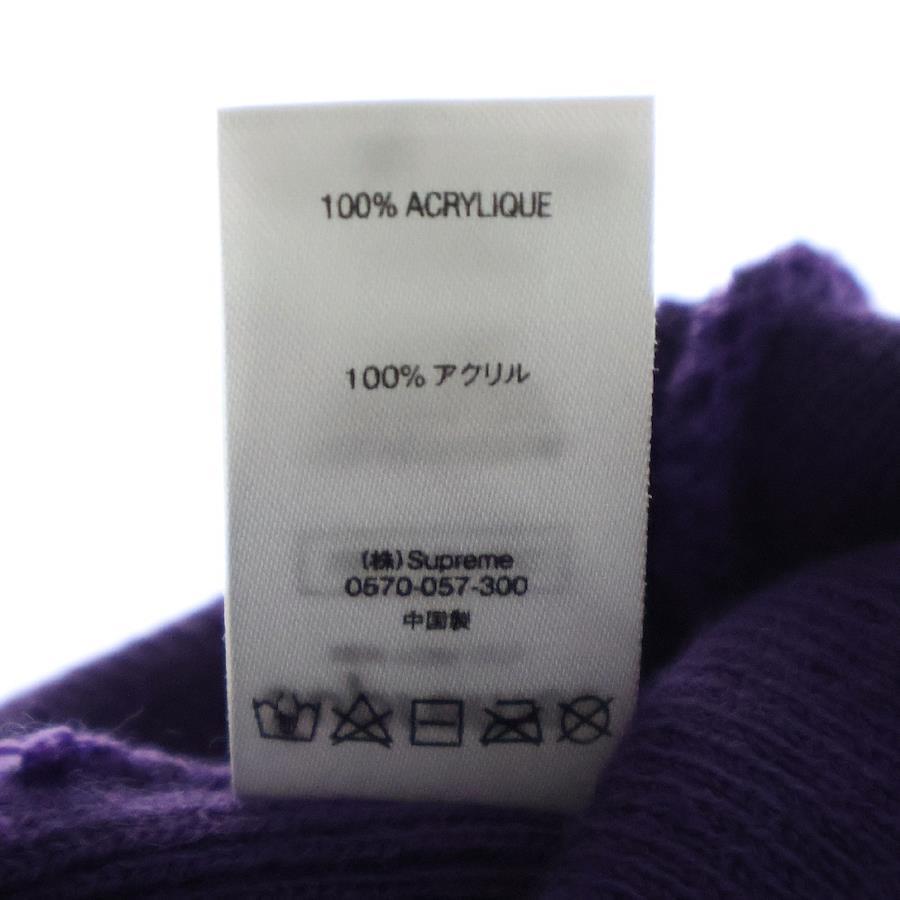 100% ACRYLIQUE
100% アクリル
(株)Supreme
0570-057-300
中国製